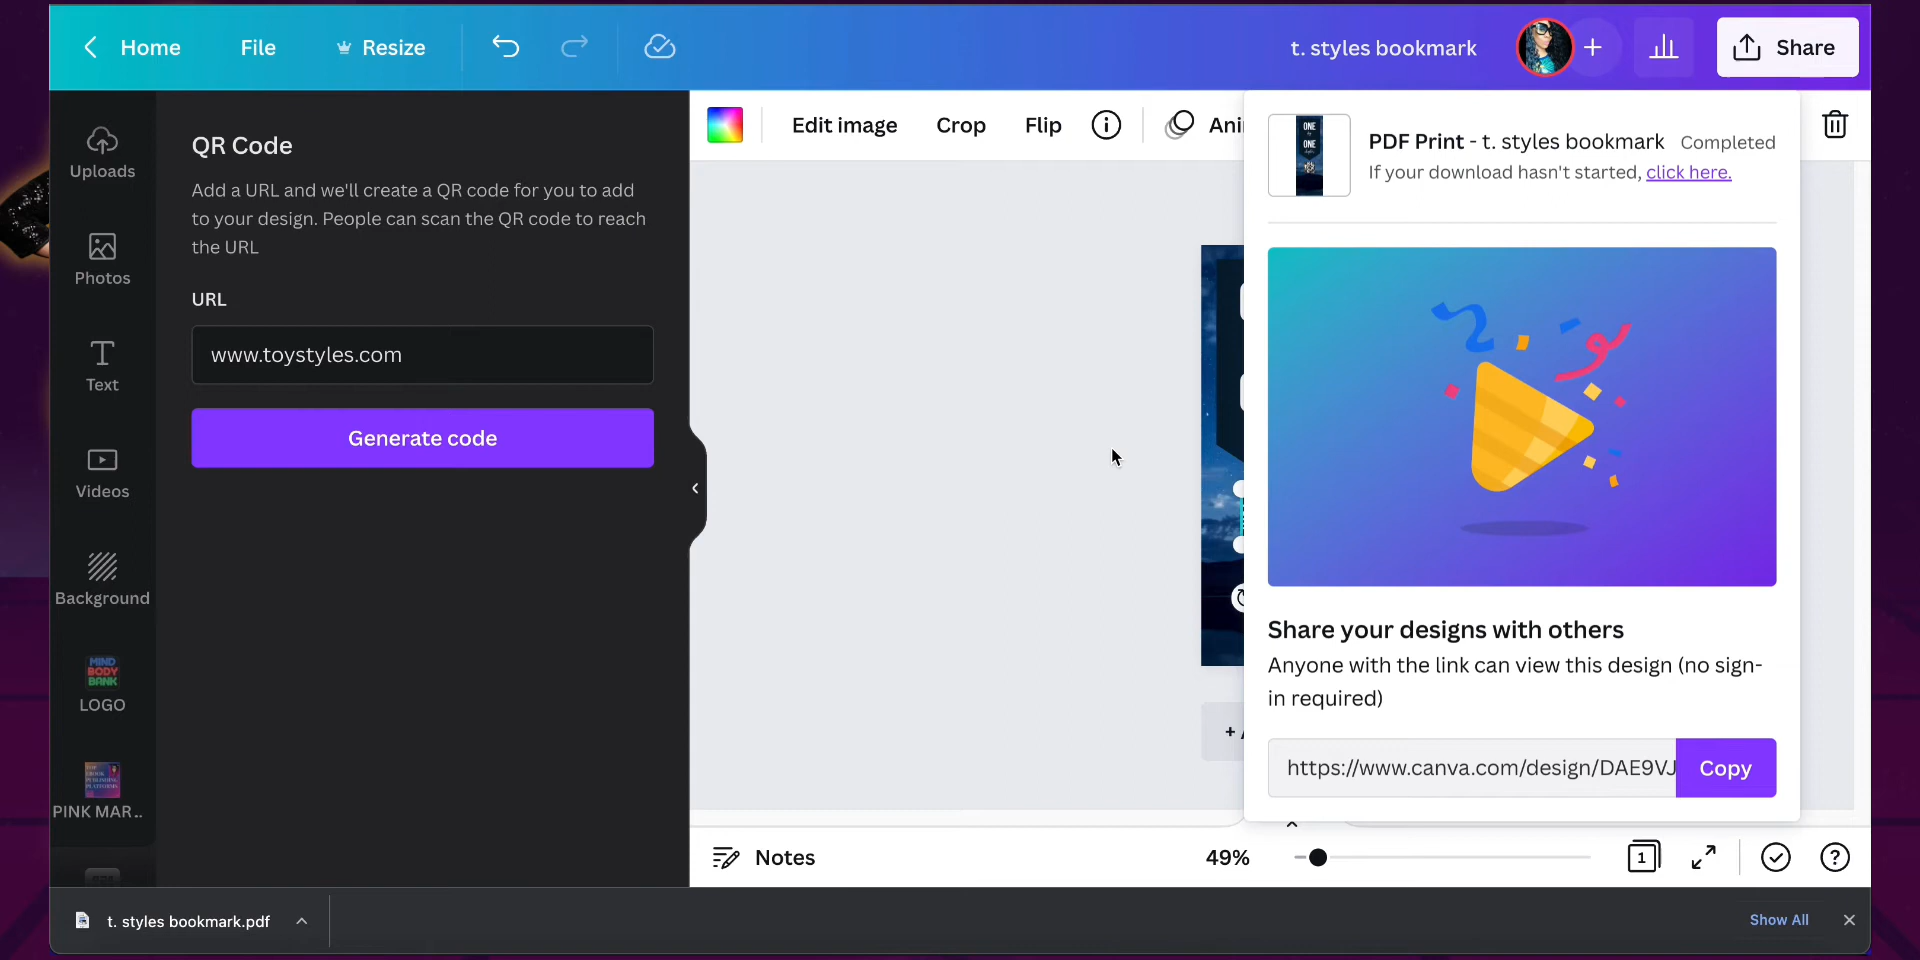 Home
File
Resize
t. styles bookmark
Share
Uploads
Photos
Text
Videos
Background
MIND
BODY
BANK
LOGO
PINK MAR..
QR Code
Add a URL and we'll create a QR code for you to add
to your design. People can scan the QR code to reach
the URL
URL
www.toystyles.com
Generate code
Edit image
Crop
Flip
Ani
ONE
ONE
PDF Print - t. styles bookmark
Completed
If your download hasn't started, click here.
Share your designs with others
Anyone with the link can view this design (no sign-
in required)
https://www.canva.com/design/DAE9VJ
Copy
Notes
49%
1
t. styles bookmark.pdf
Show All